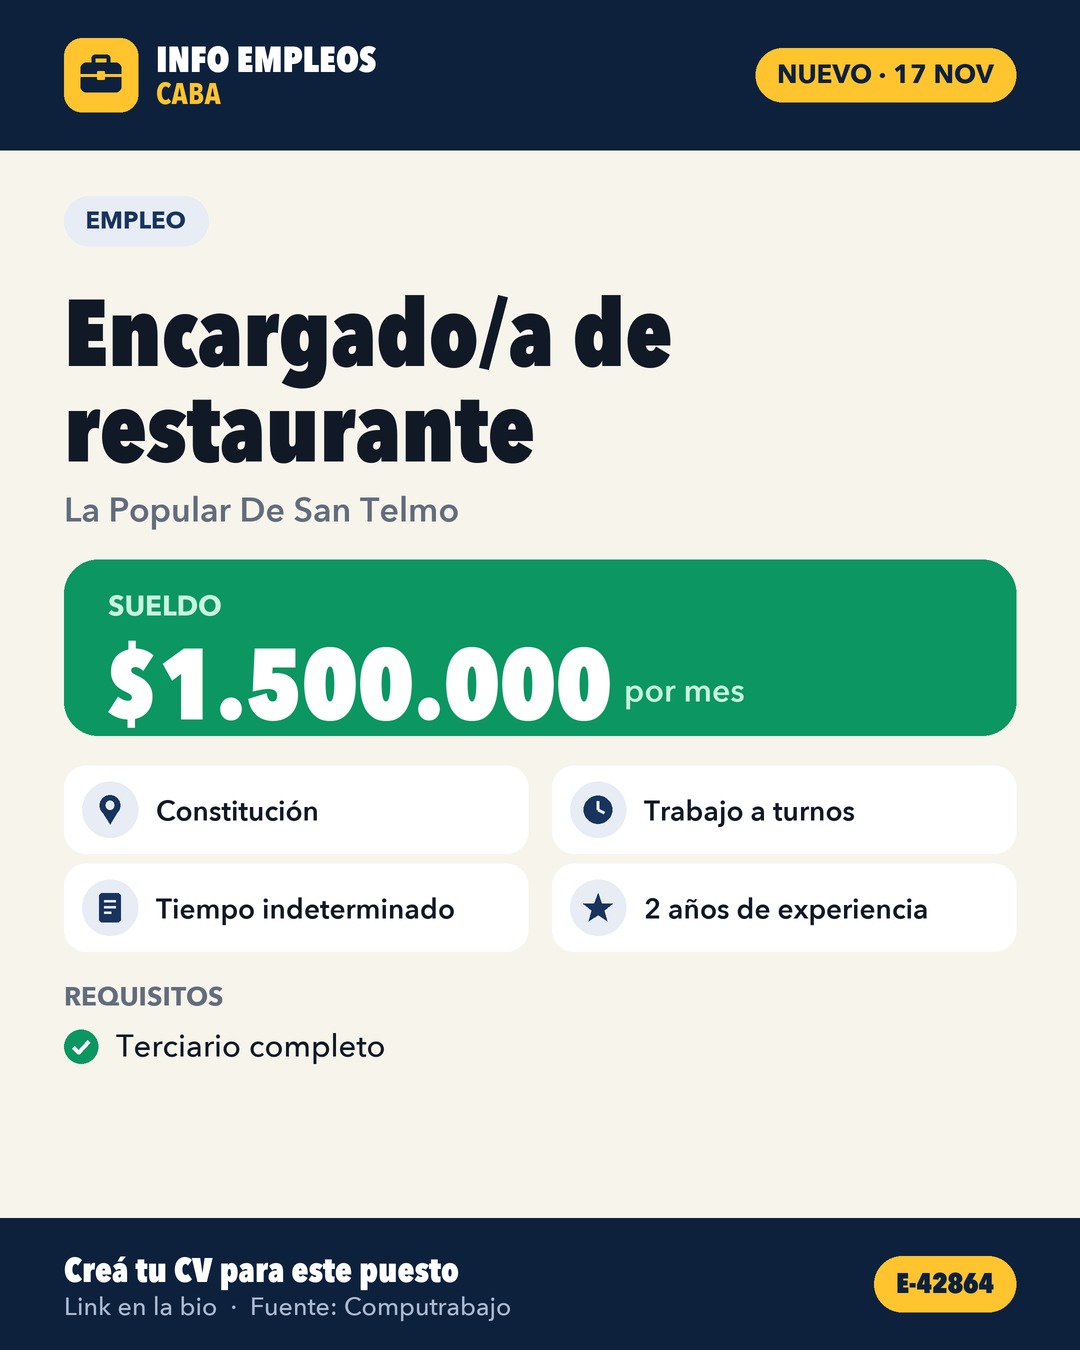 INFO EMPLEOS
CABA
NUEVO · 17 NOV
EMPLEO
Encargado/a de
restaurante
La Popular De San Telmo
SUELDO
$1.500.000 por mes
Constitución
Trabajo a turnos
Tiempo indeterminado
2 años de experiencia
REQUISITOS
Terciario completo
Creá tu CV para este puesto
Link en la bio · Fuente: Computrabajo
E-42864